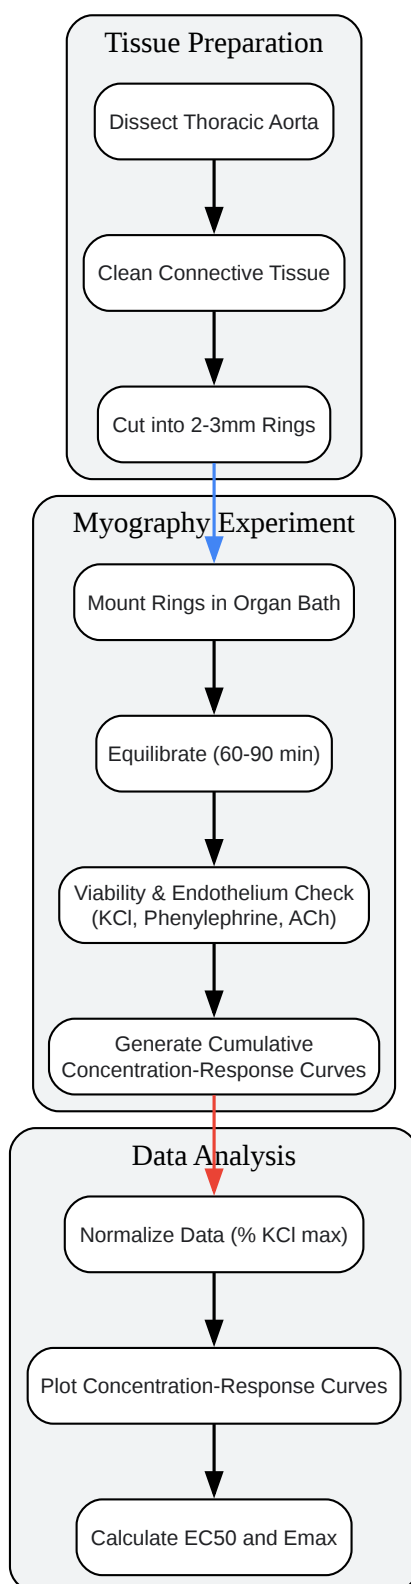 Tissue Preparation
Dissect Thoracic Aorta
Clean Connective Tissue
Cut into 2-3mm Rings
Myography Experiment
Mount Rings in Organ Bath
Equilibrate (60-90 min)
Viability & Endothelium Check
(KCl, Phenylephrine, ACh)
Generate Cumulative
Concentration-Response Curves
Data Analysis
Normalize Data (% KCl max)
Plot Concentration-Response Curves
Calculate EC50 and Emax